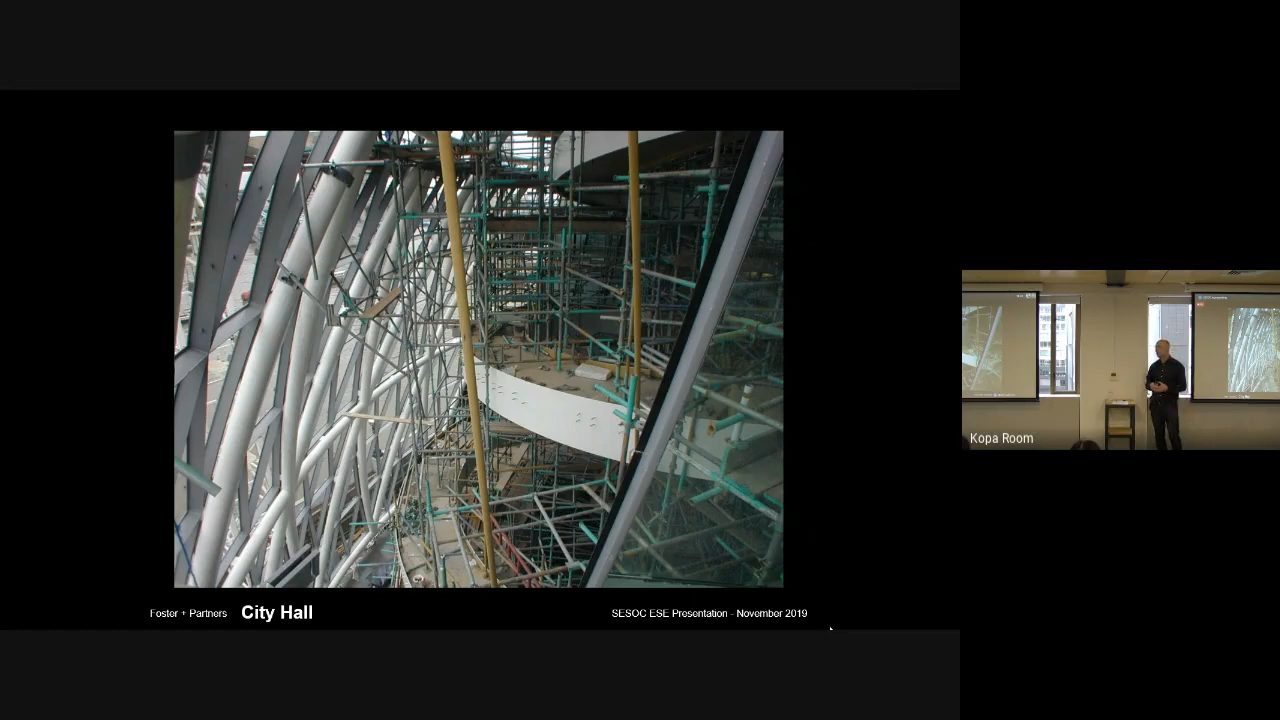 Foster + Partners City Hall
SESOC ESE Presentation - November 2019
Kopa Room